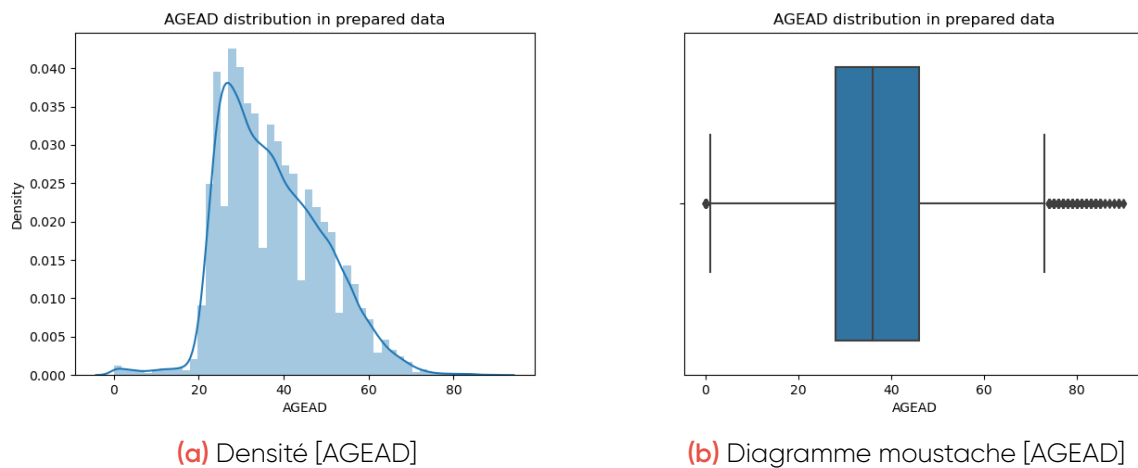 AGEAD distribution in prepared data
Density
0.040
0.035
0.030
0.025
0.020
0.015
0.010
0.005
0.000
0 20 40 60 80
AGEAD
(a) Densité [AGEAD]
AGEAD distribution in prepared data
0 20 40 60 80
AGEAD
(b) Diagramme moustache [AGEAD]